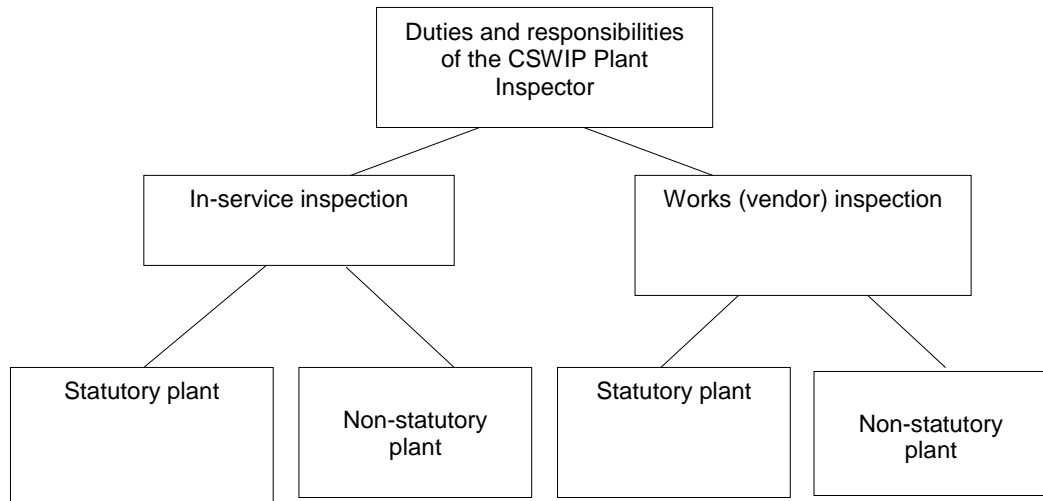 Duties and responsibilities
of the CSWIP Plant
Inspector
In-service inspection
Works (vendor) inspection
Statutory plant
Non-statutory
plant
Statutory plant
Non-statutory
plant